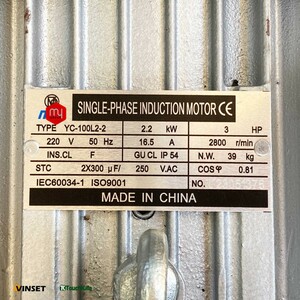 my
SINGLE-PHASE INDUCTION MOTOR CE
TYPE YC-100L2-2 2.2 kW 3 HP
220 V 50 Hz 16.5 A 2800 r/min
INS.CL F GU CL IP 54 N.W. 39 kg
STC 2X300 µF/ 250 V.AC COSφ 0.81
IEC60034-1 ISO9001 NO.
MADE IN CHINA
VINSET